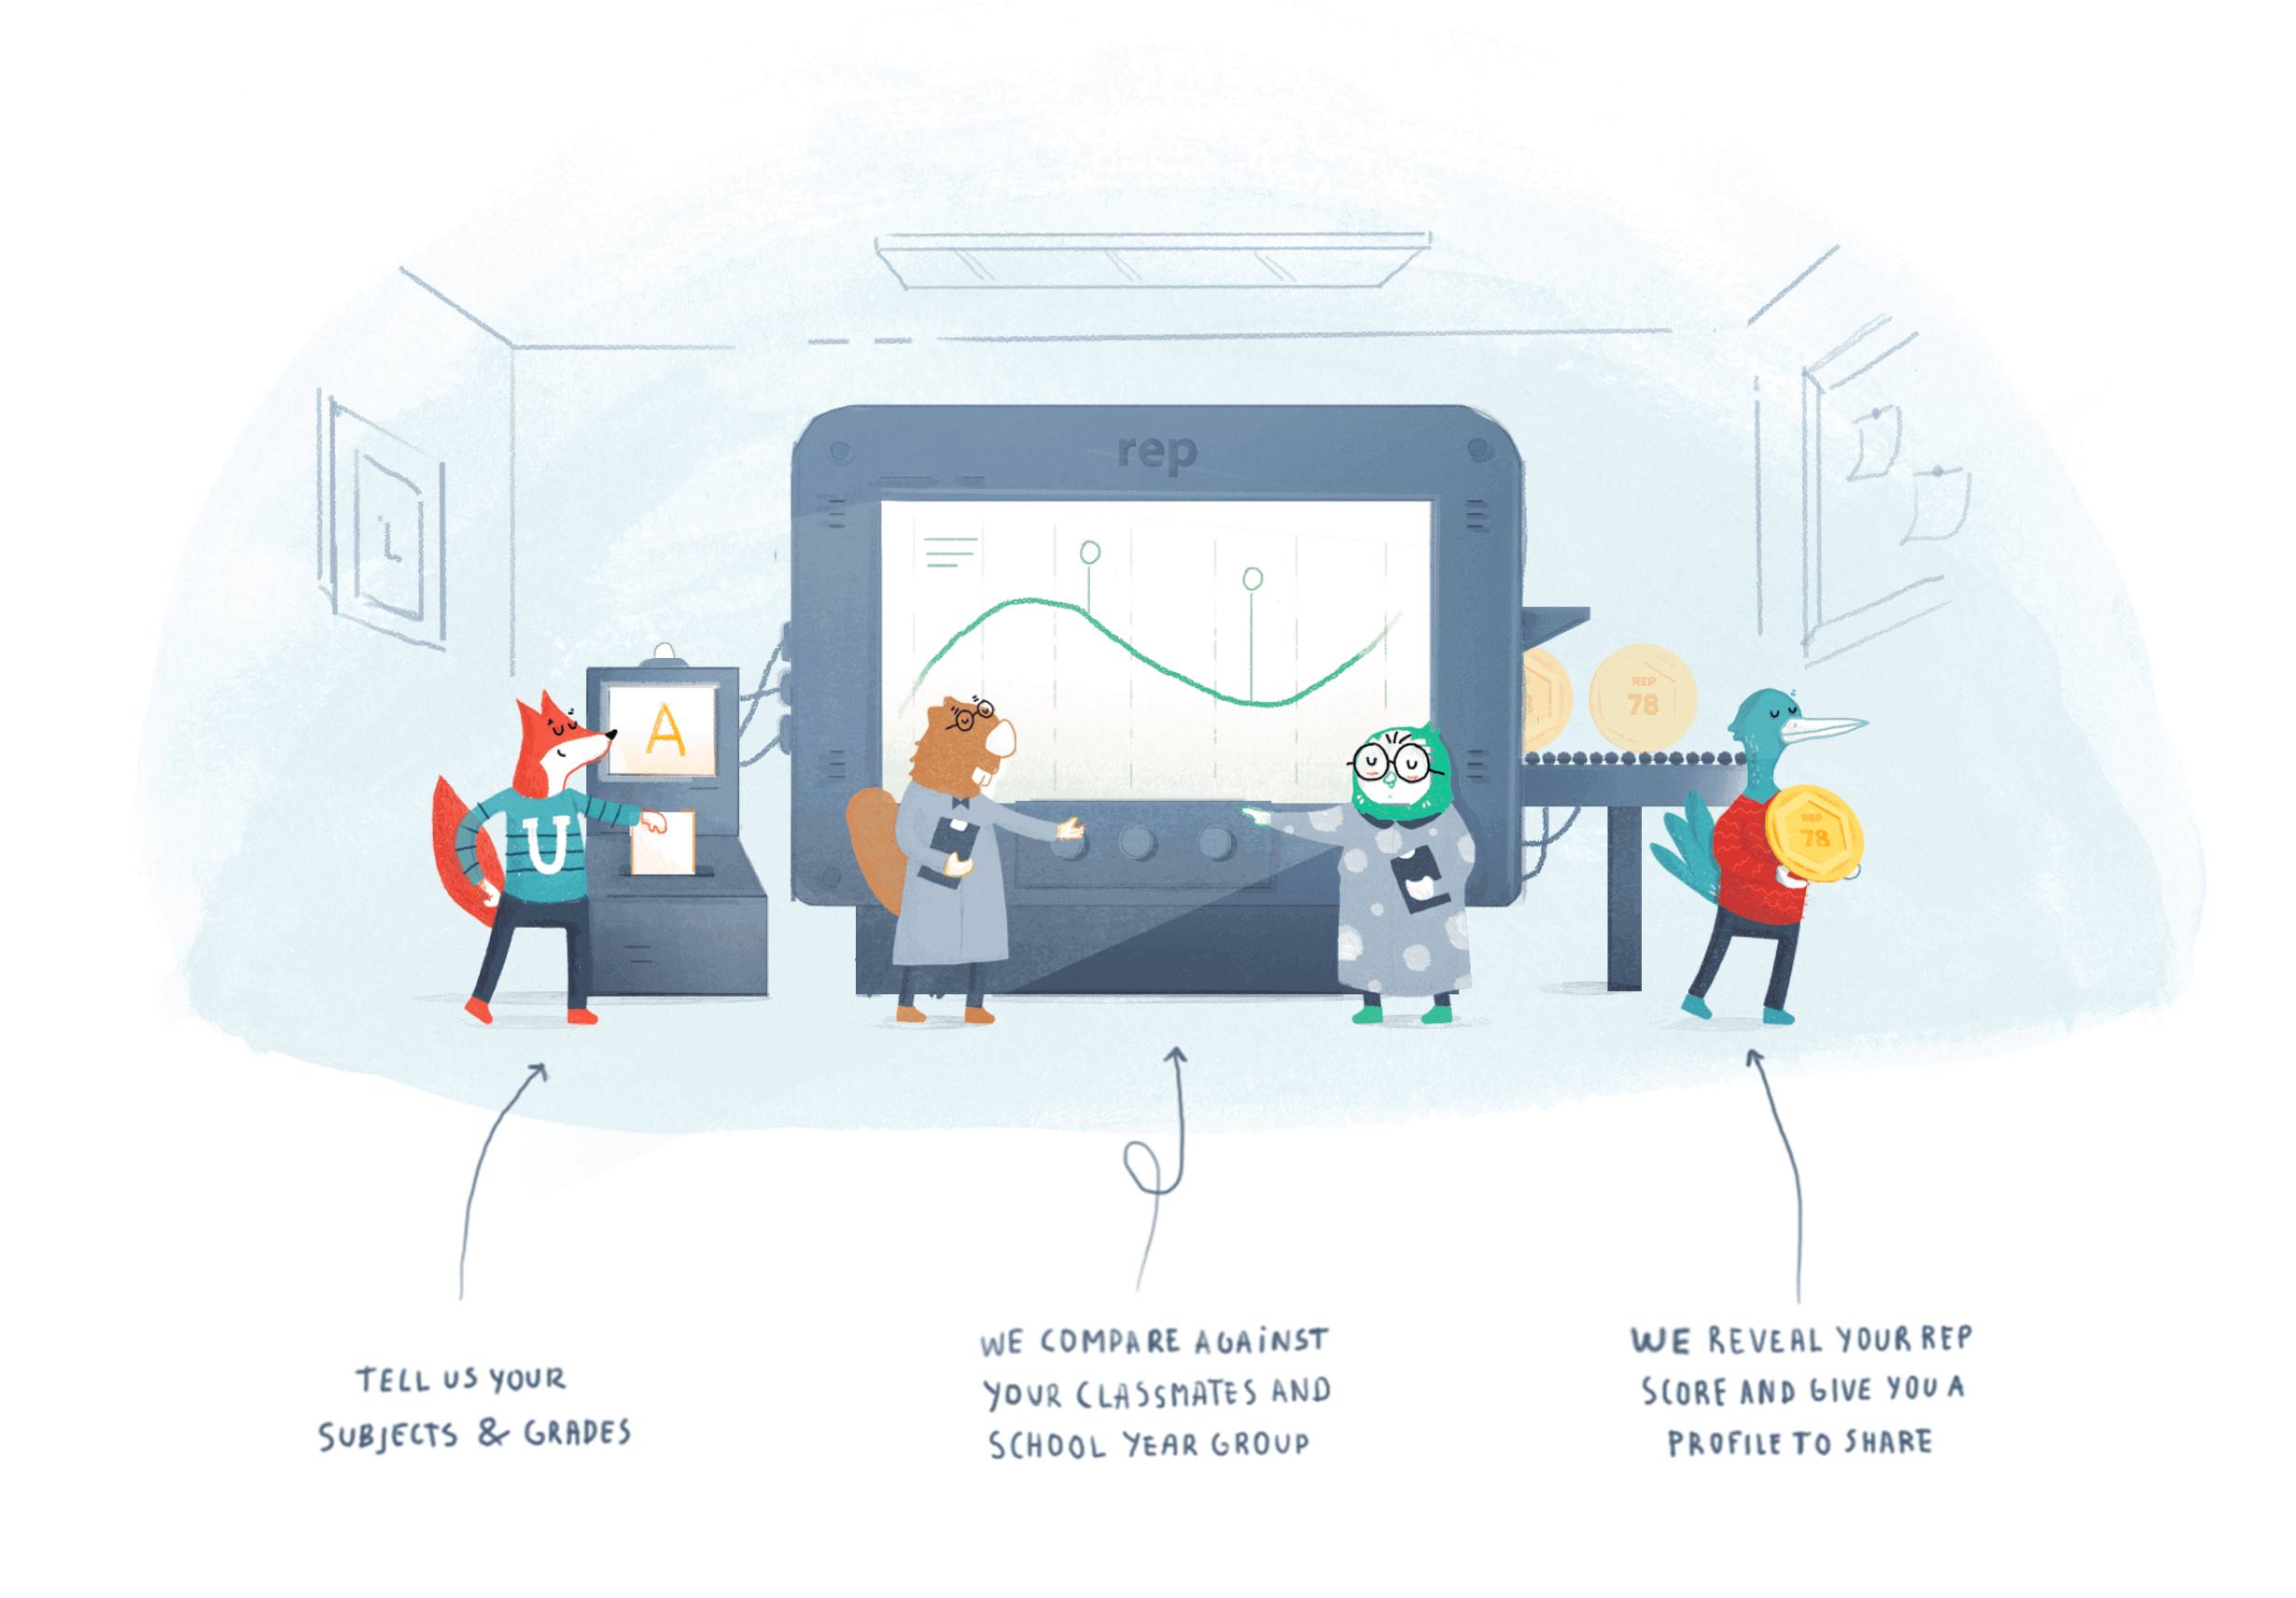 rep
A
U
REP
78
REP
78
TELL US YOUR
SUBJECTS & GRADES
WE COMPARE AGAINST
YOUR CLASSMATES AND
SCHOOL YEAR GROUP
WE REVEAL YOUR REP
SCORE AND GIVE YOU A
PROFILE TO SHARE